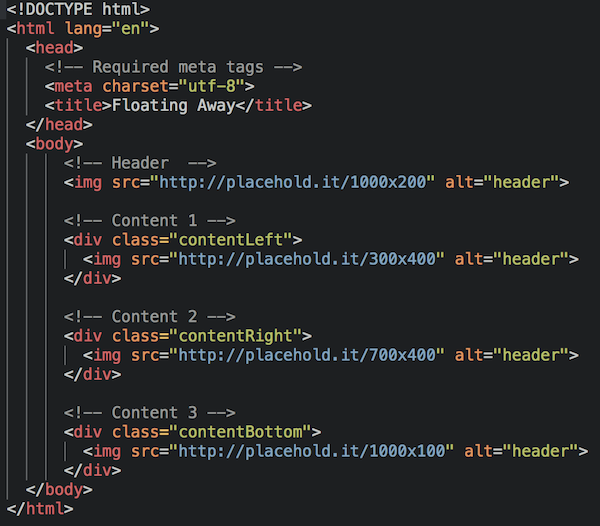 <!DOCTYPE html>
<html lang="en">
<head>
<!-- Required meta tags -->
<meta charset="utf-8">
<title>Floating Away</title>
</head>
<body>
<!-- Header  -->
<img src="http://placehold.it/1000x200" alt="header">
<!-- Content 1 -->
<div class="contentLeft">
<img src="http://placehold.it/300x400" alt="header">
</div>
<!-- Content 2 -->
<div class="contentRight">
<img src="http://placehold.it/700x400" alt="header">
</div>
<!-- Content 3 -->
<div class="contentBottom">
<img src="http://placehold.it/1000x100" alt="header">
</div>
</body>
</html>